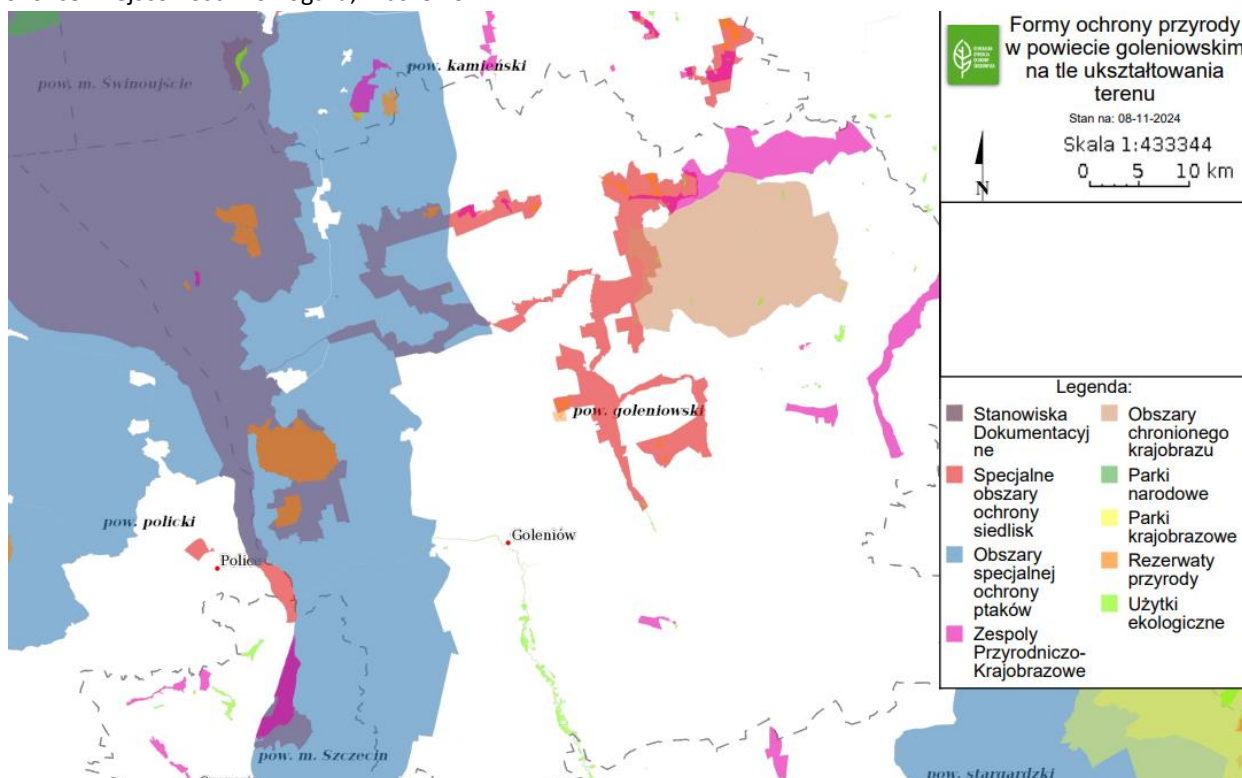 Formy ochrony przyrody
w powiecie goleniowskim
na tle ukształtowania
terenu
Stan na: 08-11-2024
Skala 1:433344
0 5 10 km
N
pow. m. Świnoujście
pow. kamieński
pow. goleniowski
pow. policki
Police
Goleniów
pow. m. Szczecin
pow. stargardzki
Legenda:
Stanowiska
Dokumentacyj
ne
Specjalne
obszary
ochrony
siedlisk
Obszary
specjalnej
ochrony
ptaków
Zespoly
Przyrodniczo-
Krajobrazowe
Obszary
chronionego
krajobrazu
Parki
narodowe
Parki
krajobrazowe
Rezerwaty
przyrody
Użytki
ekologiczne